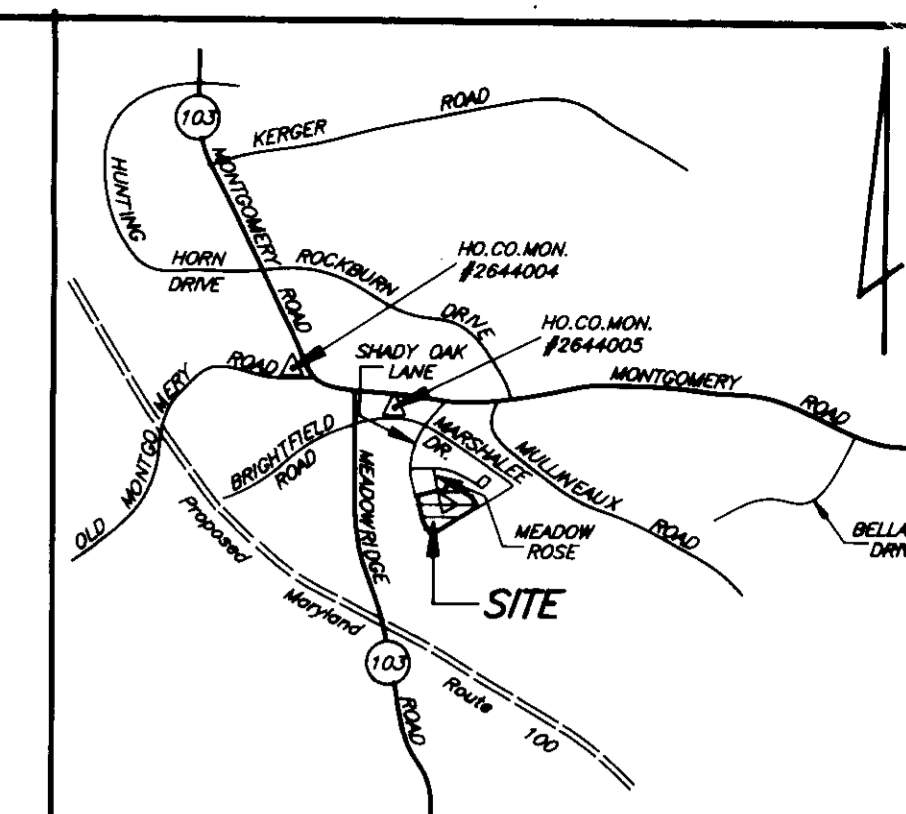 103
KERGER ROAD
HUNTING
MONTGOMERY ROAD
HORN
DRIVE
ROCKBURN DRIVE
HO.CO.MON.
#2644004
HO.CO.MON.
#2644005
SHADY OAK
LANE
OLD MONTGOMERY ROAD
MONTGOMERY ROAD
BRIGHTFIELD
ROAD
MARSHALEE
DR.
MULLINEAUX ROAD
MEADOWRIDGE ROAD
D
MEADOW
ROSE
BELLA
SITE
Proposed Maryland Route 100
103